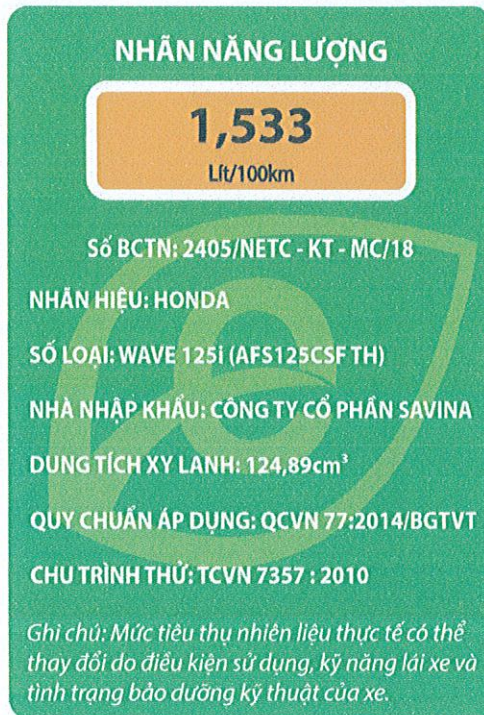 NHÃN NĂNG LƯỢNG
1,533
Lít/100km
Số BCTN: 2405/NETC - KT - MC/18
NHÃN HIỆU: HONDA
SỐ LOẠI: WAVE 125i (AFS125CSF TH)
NHÀ NHẬP KHẨU: CÔNG TY CỔ PHẦN SAVINA
DUNG TÍCH XY LANH: 124,89cm³
QUY CHUẨN ÁP DỤNG: QCVN 77:2014/BGTVT
CHU TRÌNH THỬ: TCVN 7357 : 2010
Ghi chú: Mức tiêu thụ nhiên liệu thực tế có thể
thay đổi do điều kiện sử dụng, kỹ năng lái xe và
tình trạng bảo dưỡng kỹ thuật của xe.